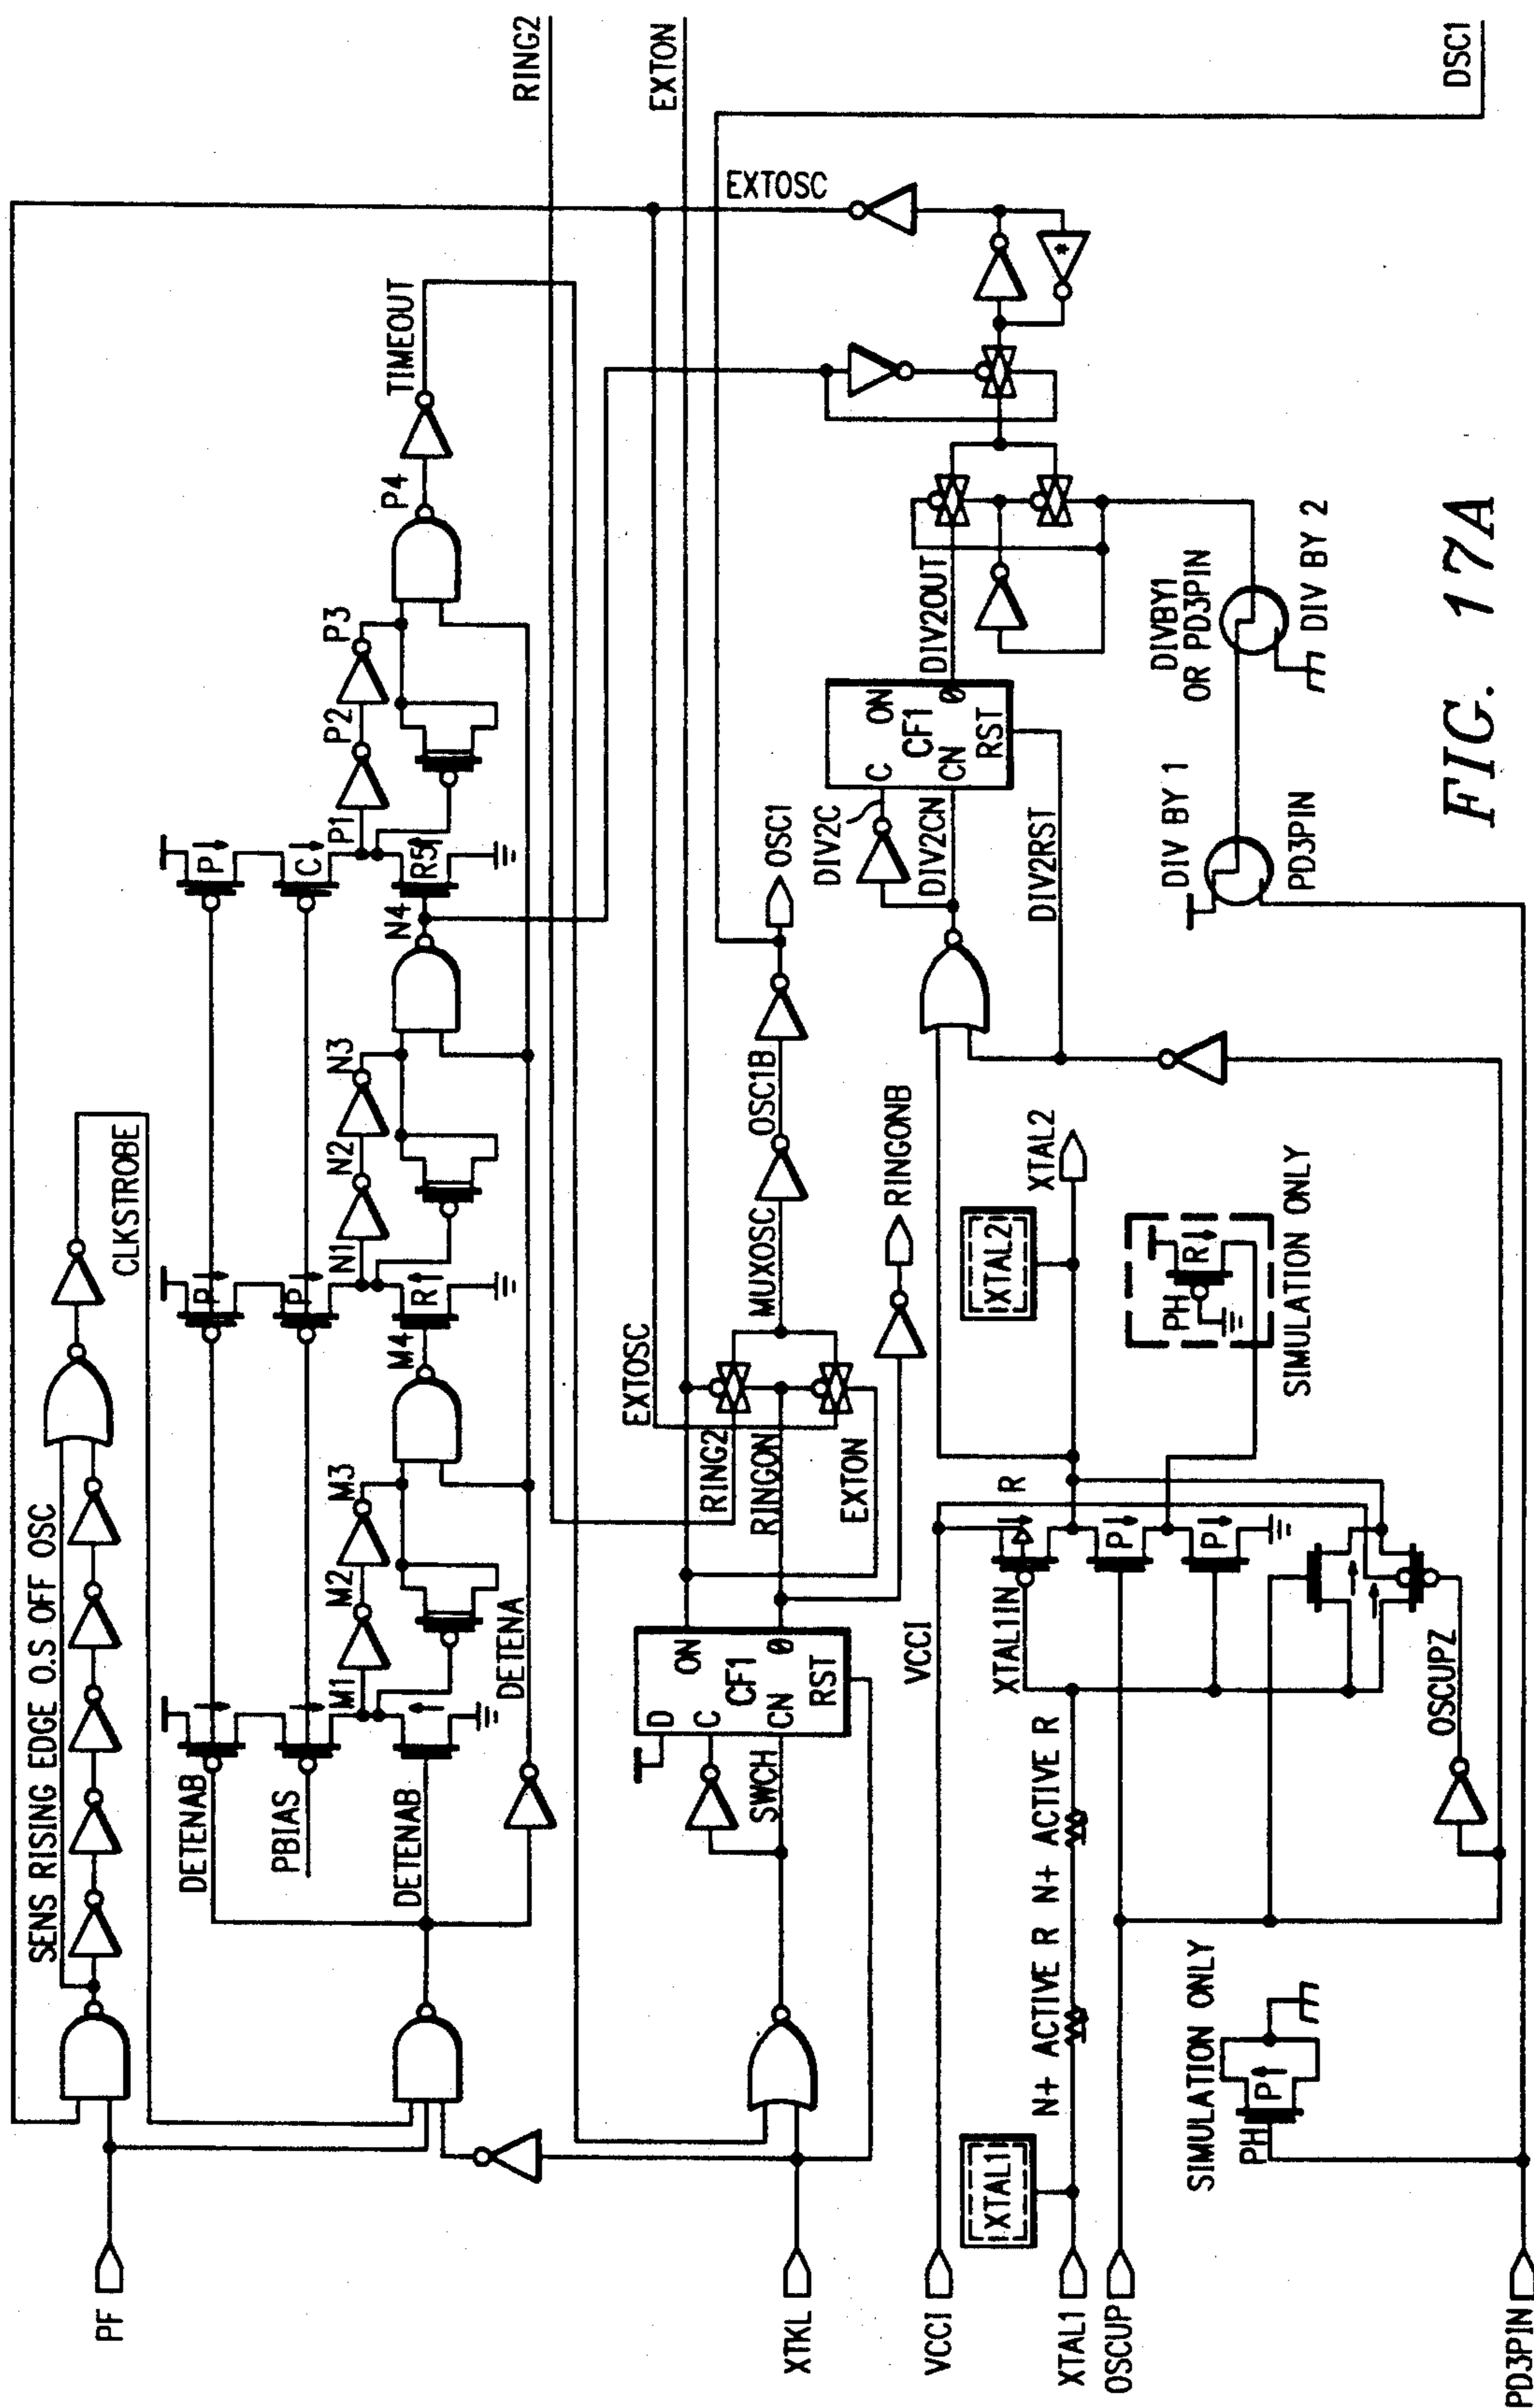 PF
SENS RISING EDGE O.S OFF OSC
CLKSTROBE
DETENAB
PBIAS
DETENAB
DETENA
M1
M2
M3
M4
P
P
R
N1
N2
N3
N4
P
C
R5
P1
P2
P3
P4
TIMEOUT
RING2
EXTON
EXTOSC
XTKL
SWCH
D
C
CN
ON
CF1
0
RST
EXTOSC
RING2
RINGON
EXTON
MUXOSC
OSC1B
OSC1
RINGONB
DSC1
VCCI
VCCI
XTAL1
XTAL1
N+ ACTIVE R N+ ACTIVE R
XTAL1IN
R
P
P
XTAL2
XTAL2
PH
R
SIMULATION ONLY
OSCUP
OSCUPZ
SIMULATION ONLY
PH
P
PD3PIN
DIV2C
DIV2CN
DIV2RST
C
CN
ON
CF1
0
RST
DIV2OUT
*
DIV BY 1
PD3PIN
DIVBY1
OR PD3PIN
DIV BY 2
FIG. 17A